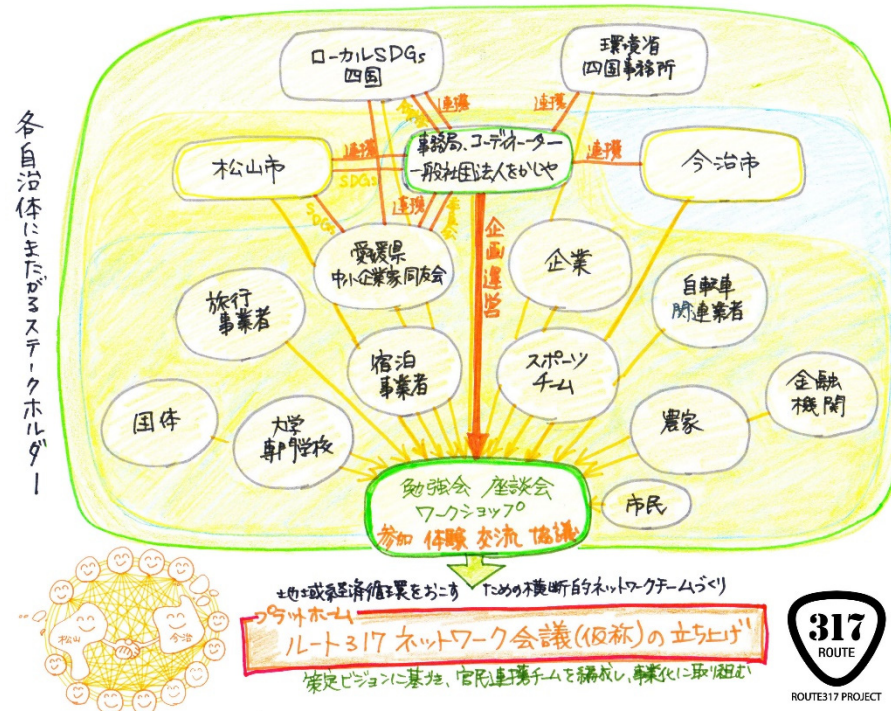 各自治体にまたがるステークホルダー
ローカルSDGs
四国
環境省
四国事務所
連携
連携
松山市
連携
SDGs
事務局、コーディネーター
一般社団法人をかしや
連携
今治市
SDGs
連携
企画運営
愛媛県
中小企業家同友会
企業
旅行
事業者
自転車
関連業者
宿泊
事業者
スポーツ
チーム
団体
大学
専門学校
農家
金融
機関
勉強会 座談会
ワークショップ
参加 体験 交流 協議
市民
地域経済循環をおこす ための横断的ネットワークチームづくり
プラットホーム
ルート317ネットワーク会議(仮称)の立ち上げ
策定ビジョンに基づき、官民連携チームを構成し、事業化に取り組む
松山
今治
317
ROUTE
ROUTE317 PROJECT